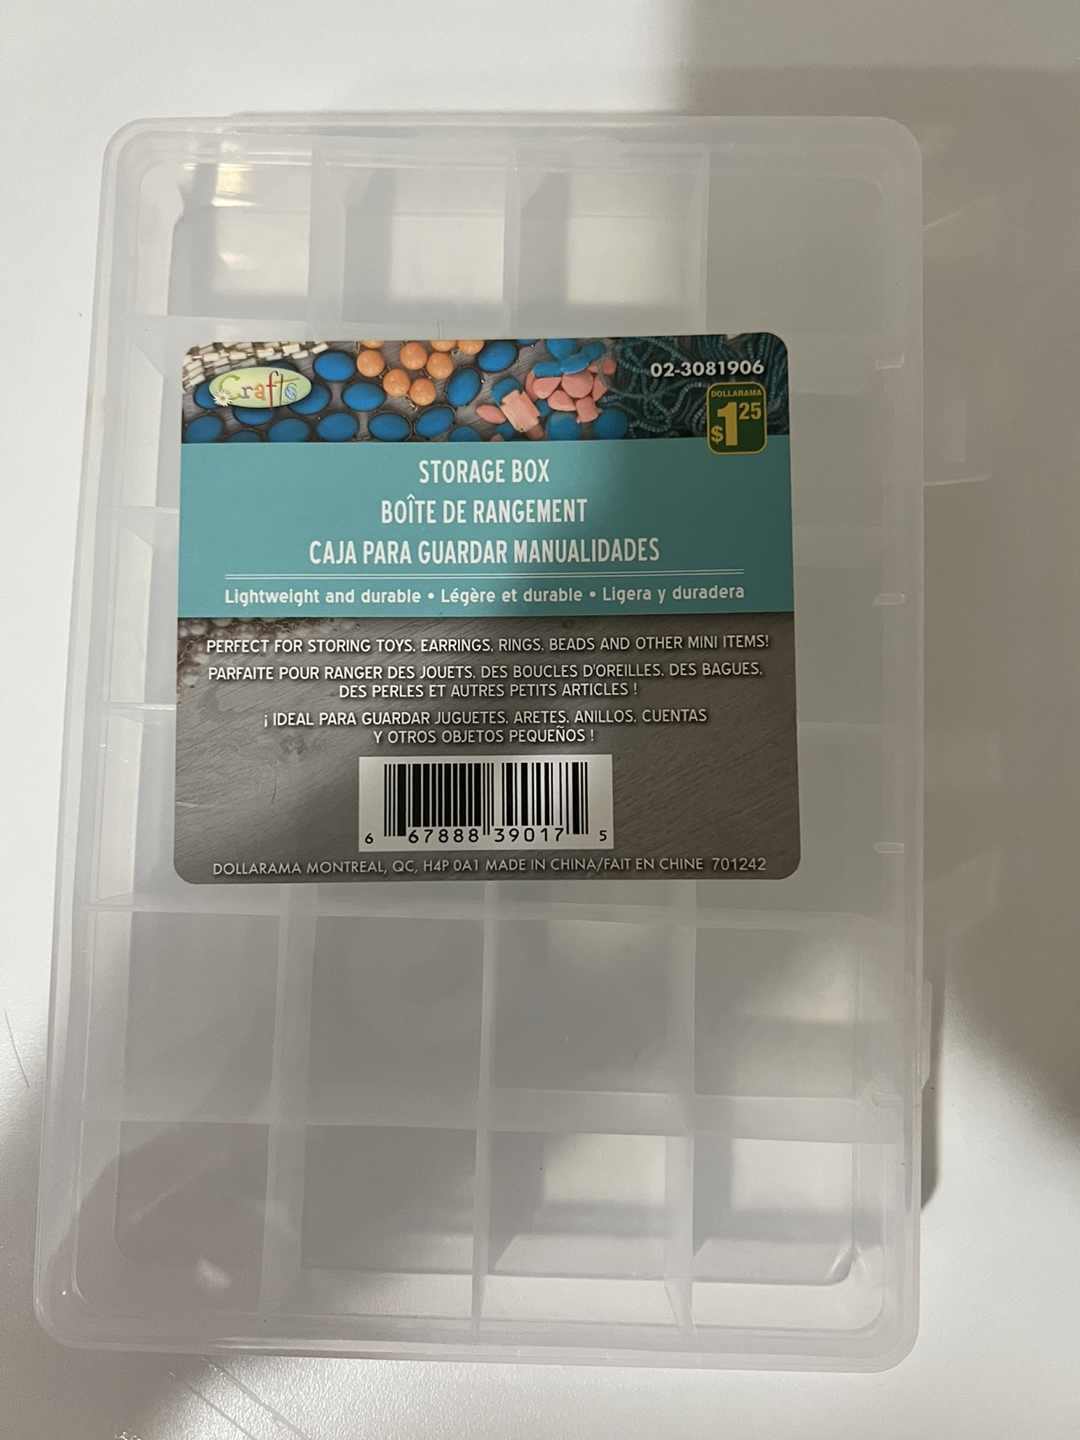 Crafts
02-3081906
DOLLARAMA
$1.25
STORAGE BOX
BOÎTE DE RANGEMENT
CAJA PARA GUARDAR MANUALIDADES
Lightweight and durable • Légère et durable • Ligera y duradera
PERFECT FOR STORING TOYS, EARRINGS, RINGS, BEADS AND OTHER MINI ITEMS!
PARFAITE POUR RANGER DES JOUETS, DES BOUCLES D'OREILLES, DES BAGUES,
DES PERLES ET AUTRES PETITS ARTICLES !
¡ IDEAL PARA GUARDAR JUGUETES, ARETES, ANILLOS, CUENTAS
Y OTROS OBJETOS PEQUEÑOS !
6 67888 39017 5
DOLLARAMA MONTREAL, QC, H4P 0A1 MADE IN CHINA/FAIT EN CHINE 701242